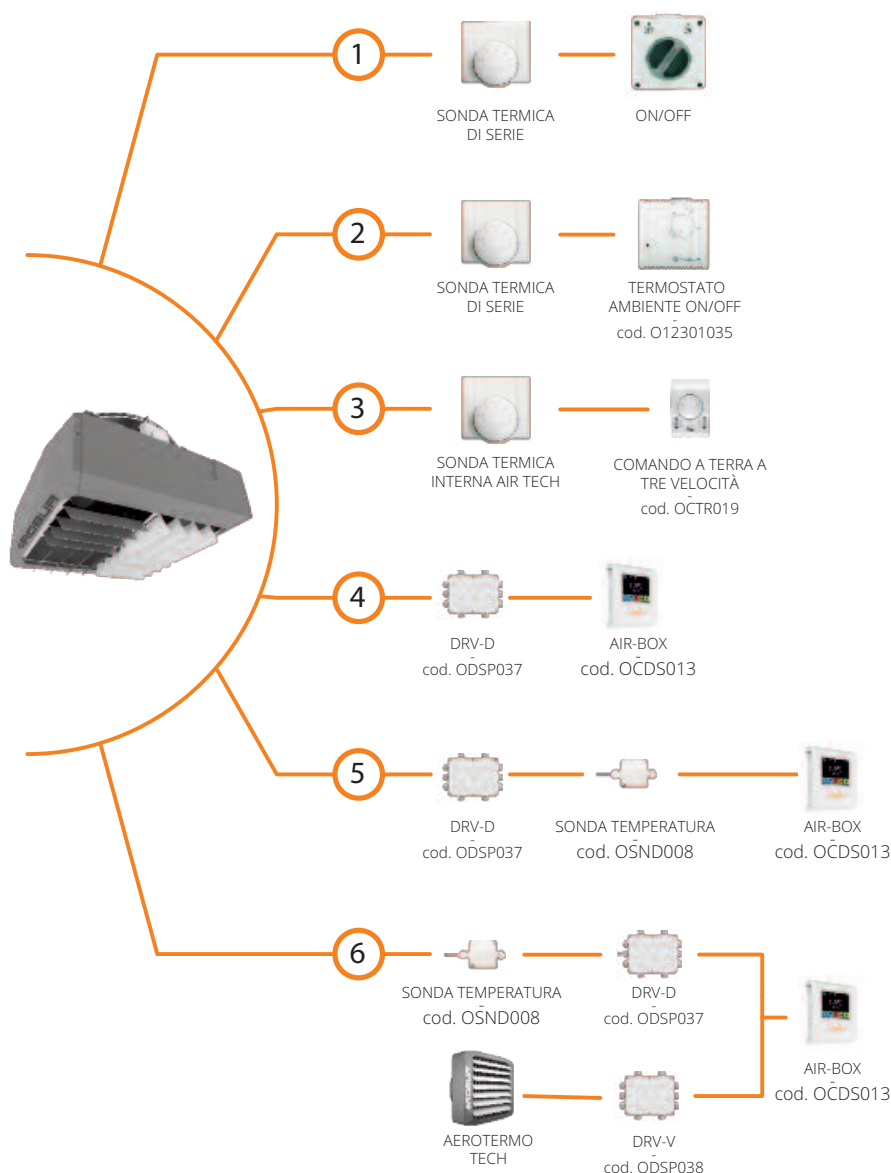 1
SONDA TERMICA
DI SERIE
ON/OFF
2
SONDA TERMICA
DI SERIE
TERMOSTATO
AMBIENTE ON/OFF
-
cod. O12301035
3
SONDA TERMICA
INTERNA AIR TECH
COMANDO A TERRA A
TRE VELOCITÀ
-
cod. OCTR019
4
DRV-D
-
cod. ODSP037
AIR-BOX
-
cod. OCDS013
5
DRV-D
-
cod. ODSP037
SONDA TEMPERATURA
-
cod. OSND008
AIR-BOX
-
cod. OCDS013
6
SONDA TEMPERATURA
-
cod. OSND008
DRV-D
-
cod. ODSP037
AIR-BOX
-
cod. OCDS013
AEROTERMO
TECH
DRV-V
-
cod. ODSP038